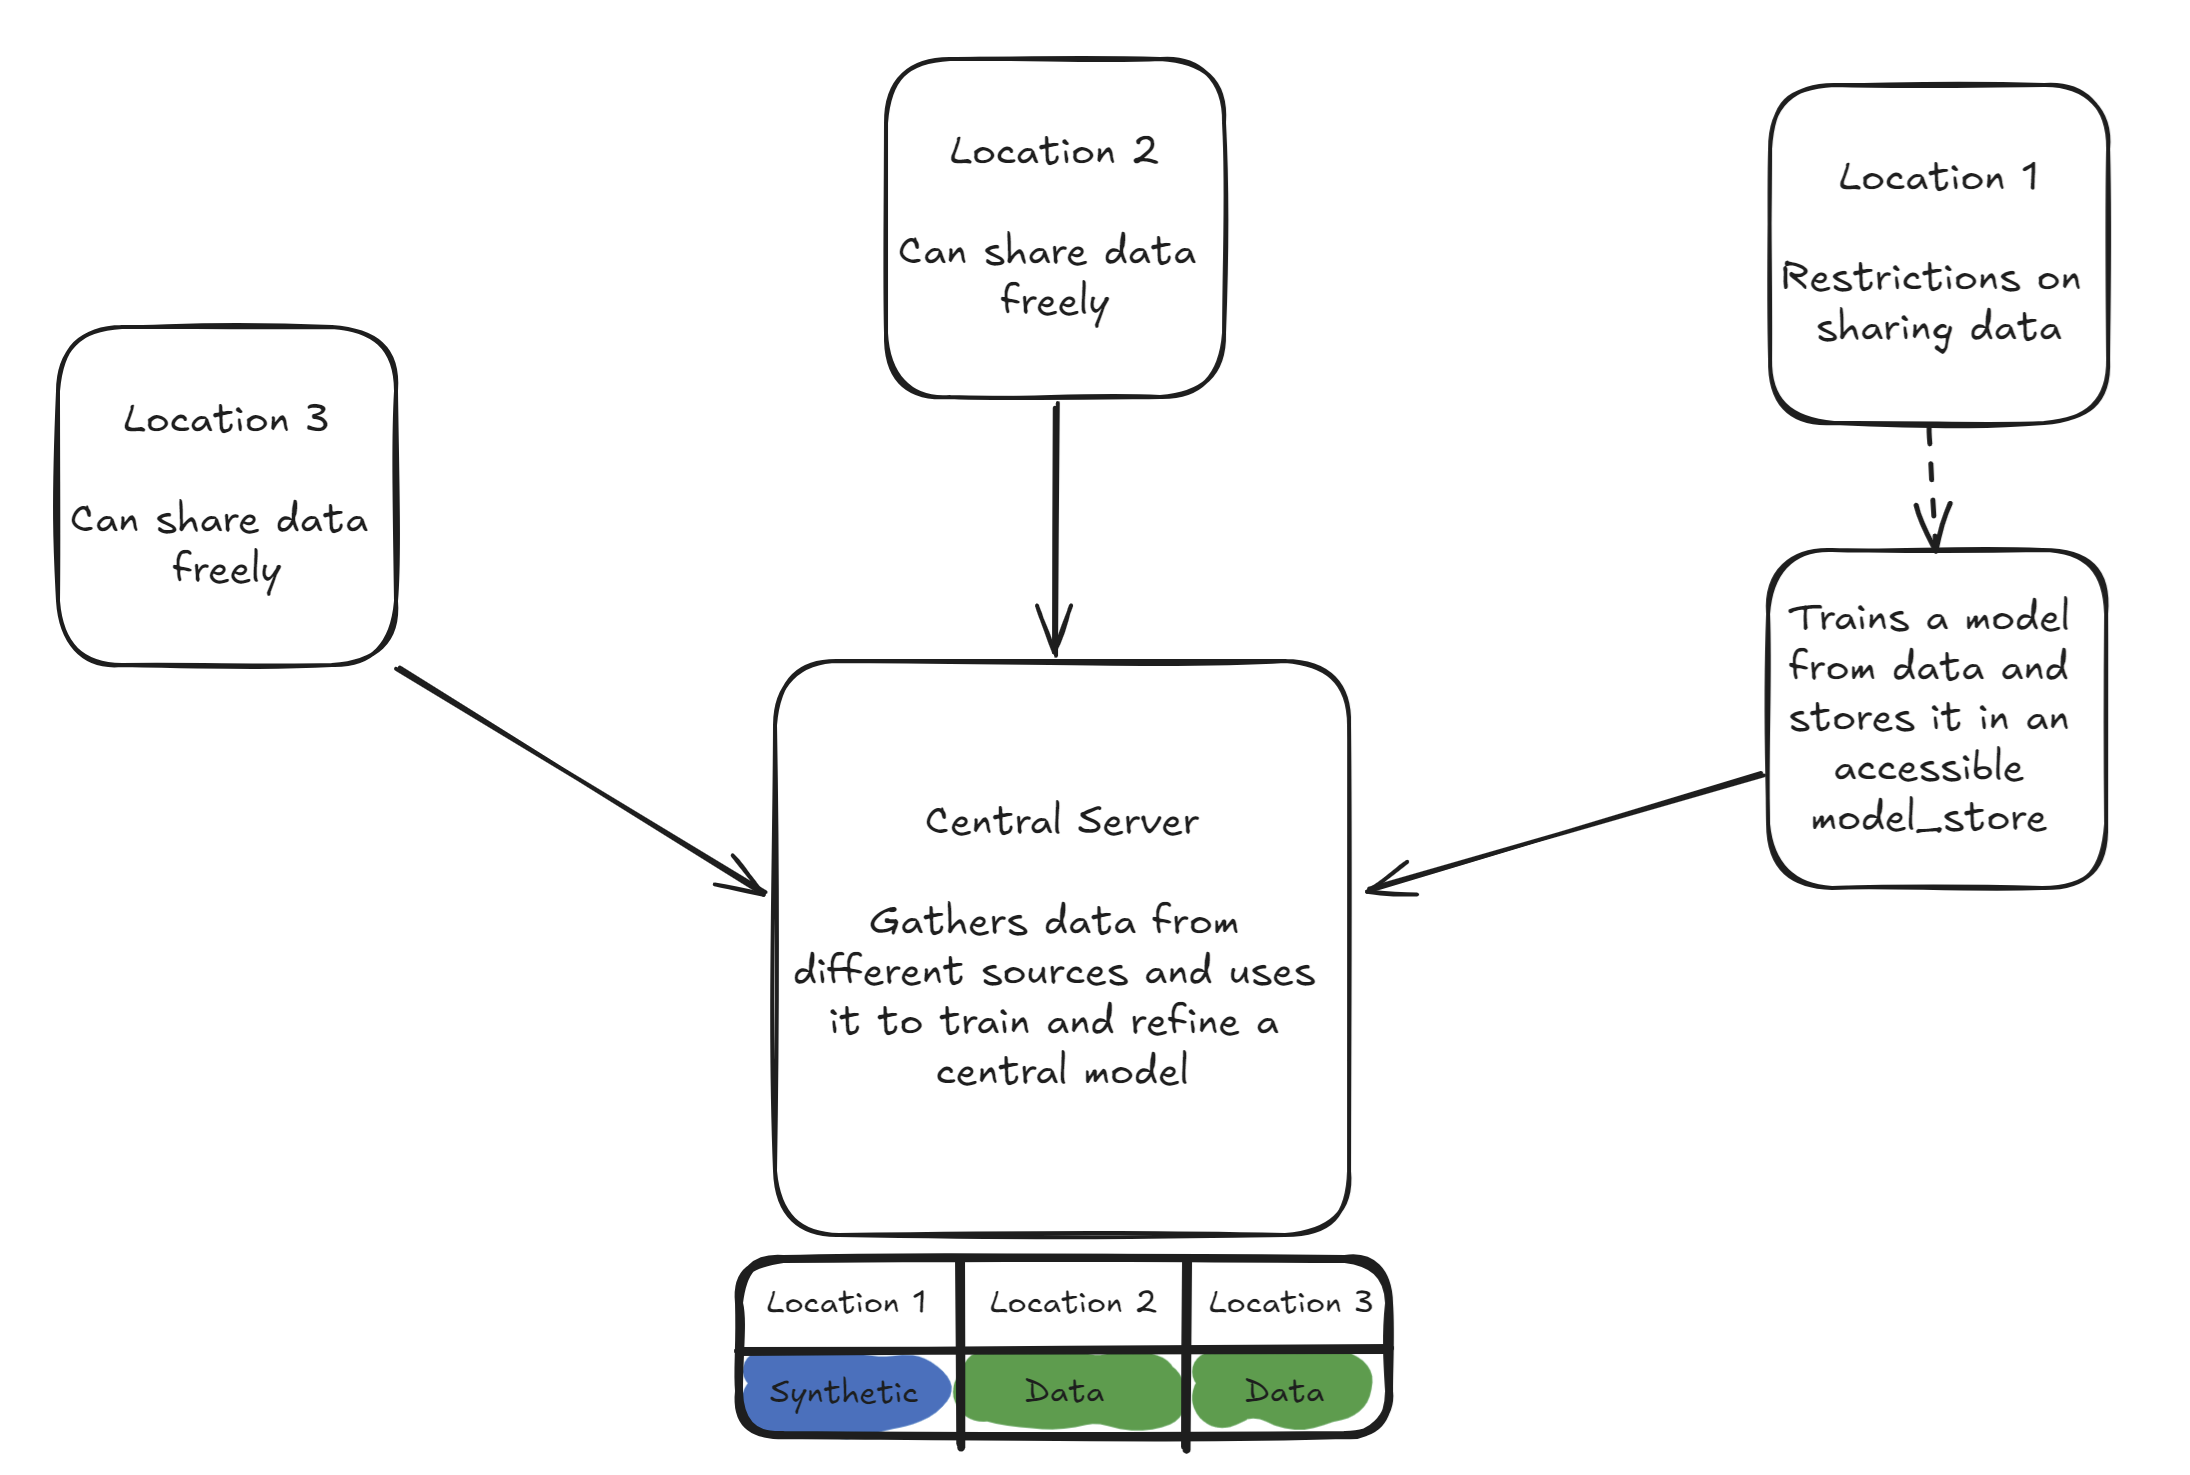 Location 2
Can share data
freely
Location 1
Restrictions on
sharing data
Location 3
Can share data
freely
Trains a model
from data and
stores it in an
accessible
model_store
Central Server
Gathers data from
different sources and uses
it to train and refine a
central model
Location 1
Location 2
Location 3
Synthetic
Data
Data